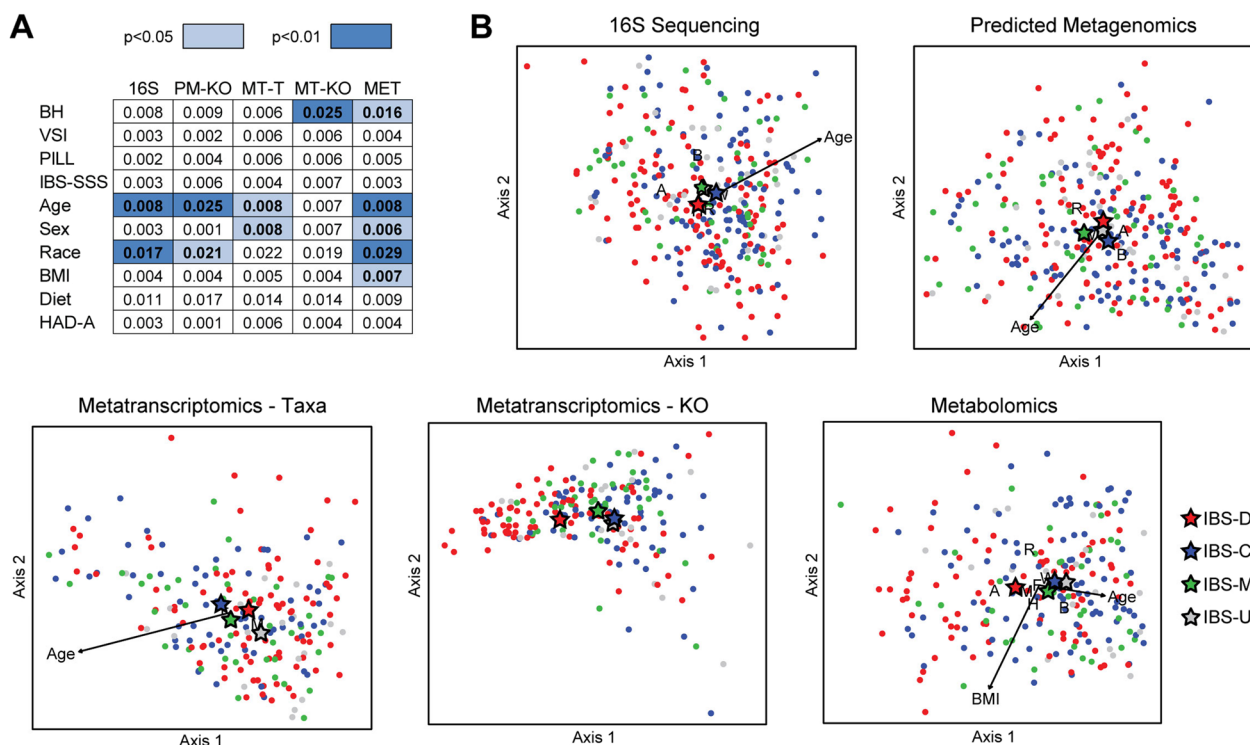 A
p<0.05 p<0.01
16S PM-KO MT-T MT-KO MET
BH 0.008 0.009 0.006 0.025 0.016
VSI 0.003 0.002 0.006 0.006 0.004
PILL 0.002 0.004 0.006 0.006 0.005
IBS-SSS 0.003 0.006 0.004 0.007 0.003
Age 0.008 0.025 0.008 0.007 0.008
Sex 0.003 0.001 0.008 0.007 0.006
Race 0.017 0.021 0.022 0.019 0.029
BMI 0.004 0.004 0.005 0.004 0.007
Diet 0.011 0.017 0.014 0.014 0.009
HAD-A 0.003 0.001 0.006 0.004 0.004
B
16S Sequencing
Axis 2
B
A
R
Age
Axis 1
Predicted Metagenomics
Axis 2
R
A
B
Age
Axis 1
Metatranscriptomics - Taxa
Axis 2
Age
Axis 1
Metatranscriptomics - KO
Axis 2
Axis 1
Metabolomics
Axis 2
R
A
M
F
H
B
Age
BMI
Axis 1
IBS-D
IBS-C
IBS-M
IBS-U